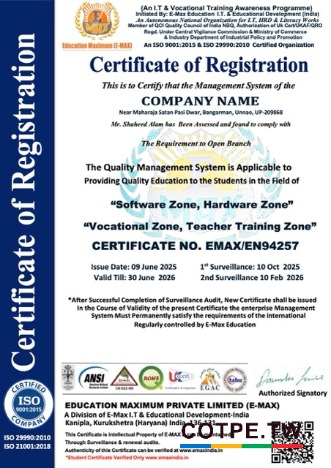 (An I.T & Vocational Training Awareness Programme)
Initiated By: E-Max Education I.T. & Educational Development (India)
An Autonomous National Organization for I.T, HRD & Literacy Works
Member of QCI Quality Council of India NBQ, Authorization of UK Cert/UKAF/QRO
Regd. Under Central Vigilance Commission & Ministry of Commerce
& Industry Department of Industrial Policy and Promotion
An ISO 9001:2015 & ISO 29990:2010 Certified Organization
Education Maximum (E-MAX)
Certificate of Registration
Certificate of Registration
This is to Certify that the Management System of the
COMPANY NAME
Near Maharaja Satan Pasi Dwar, Bangarman, Unnao, UP-209868
Mr. Shaheed Alam has Been Assessed and found to comply with
The Requirement to Open Branch
The Quality Management System is Applicable to
Providing Quality Education to the Students in the Field of
“Software Zone, Hardware Zone”
“Vocational Zone, Teacher Training Zone”
CERTIFICATE NO. EMAX/EN94257
Issue Date: 09 June 2025 1st Surveillance: 10 Oct 2025
Valid Till: 30 June 2026 2nd Surveillance 10 Feb 2026
*After Successful Completion of Surveillance Audit, New Certificate shall be issued
In the Course of Validity of the present Certificate the enterprise Management
System Must Permanently satisfy the requirements of the international
Regularly controlled by E-Max Education
CERTIFIED
ISO
9001:2015
COMPANY
ISO 29990:2010
ISO 21001:2018
ANSI
ROHS
EGAC
Authorized Signatory
EDUCATION MAXIMUM PRIVATE LIMITED (E-MAX)
A Division of E-Max I.T & Educational Development-India
Kanipla, Kurukshetra (Haryana) India 136131
This Certificate is Intellectual Property of E-MAX
Through Surveillance & renewal audits.
Authenticity of this Certificate can be verified at www.emaxindia.in
*Student Certificate Verified Only www.emaxindia.in
COTPE.TW